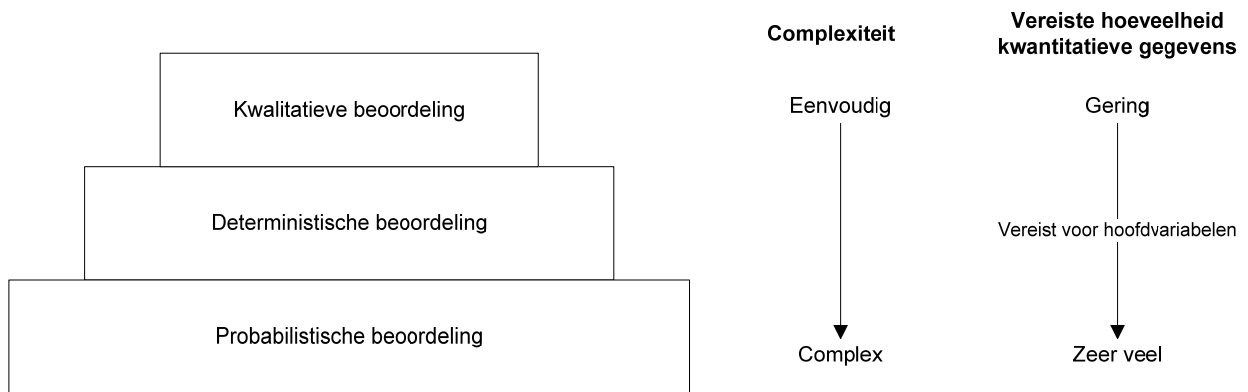 Complexiteit
Vereiste hoeveelheid
kwantitatieve gegevens
Kwalitatieve beoordeling
Eenvoudig
Gering
Deterministische beoordeling
Vereist voor hoofdvariabelen
Probabilistische beoordeling
Complex
Zeer veel